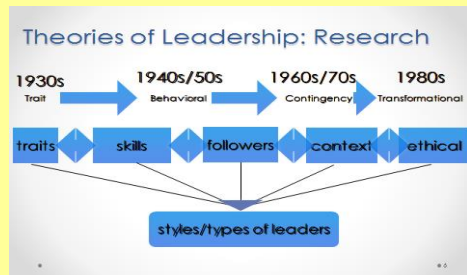 Theories of Leadership: Research
1930s 1940s/50s 1960s/70s 1980s
Trait Behavioral Contingency Transformational
traits skills followers context ethical
styles/types of leaders
6